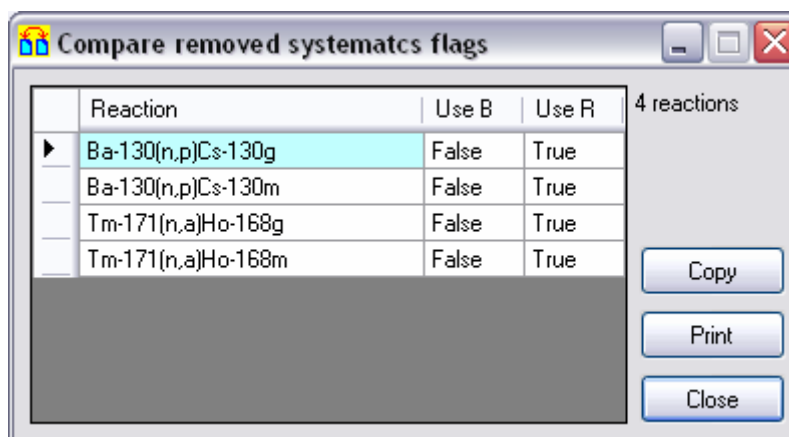 Compare removed systematcs flags
Reaction Use B Use R
Ba-130(n,p)Cs-130g False True
Ba-130(n,p)Cs-130m False True
Tm-171(n,a)Ho-168g False True
Tm-171(n,a)Ho-168m False True
4 reactions
Copy
Print
Close